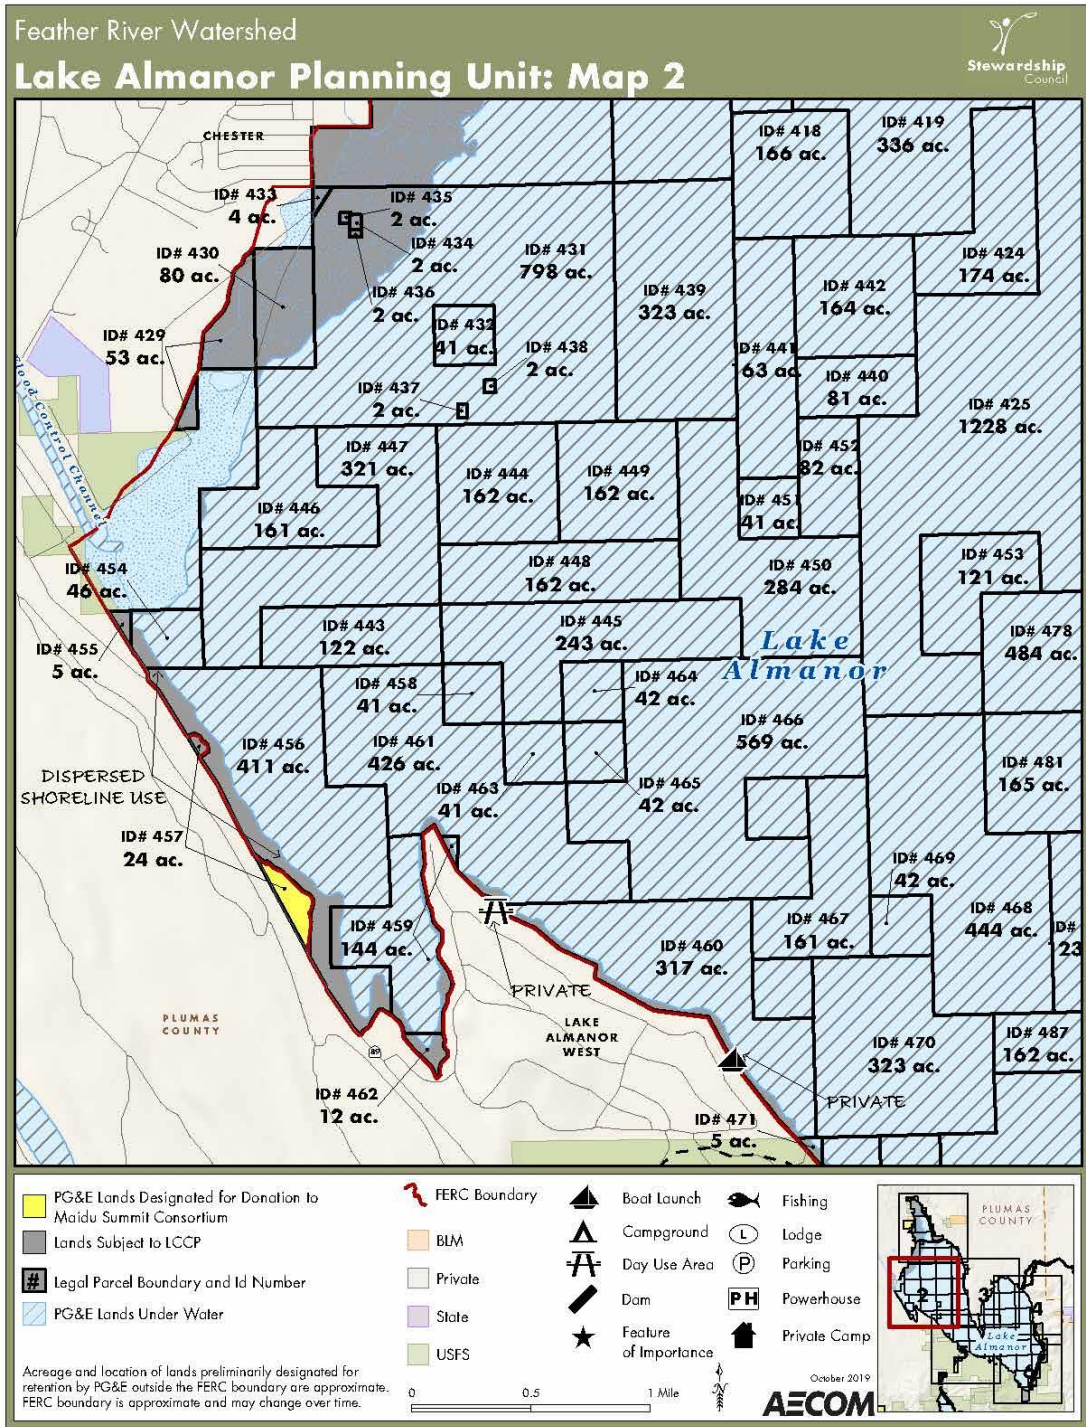 Feather River Watershed
Lake Almanor Planning Unit: Map 2
Stewardship
Council
CHESTER
ID# 418
166 ac.
ID# 419
336 ac.
ID# 433
4 ac.
ID# 435
2 ac.
ID# 434
2 ac.
ID# 436
2 ac.
ID# 431
798 ac.
ID# 424
174 ac.
ID# 430
80 ac.
ID# 439
323 ac.
ID# 442
164 ac.
ID# 432
41 ac.
ID# 429
53 ac.
ID# 438
2 ac.
ID# 441
63 ac.
ID# 437
2 ac.
ID# 440
81 ac.
ID# 425
1228 ac.
Flood Control Channel
ID# 447
321 ac.
ID# 444
162 ac.
ID# 449
162 ac.
ID# 452
82 ac.
ID# 446
161 ac.
ID# 451
41 ac.
ID# 454
46 ac.
ID# 448
162 ac.
ID# 450
284 ac.
ID# 453
121 ac.
ID# 455
5 ac.
ID# 443
122 ac.
ID# 445
243 ac.
Lake
Almanor
ID# 478
484 ac.
ID# 458
41 ac.
ID# 464
42 ac.
ID# 456
411 ac.
ID# 461
426 ac.
ID# 466
569 ac.
ID# 463
41 ac.
ID# 465
42 ac.
ID# 481
165 ac.
DISPERSED
SHORELINE USE
ID# 457
24 ac.
ID# 469
42 ac.
ID# 459
144 ac.
ID# 460
317 ac.
ID# 467
161 ac.
ID# 468
444 ac.
ID#
23
PRIVATE
PLUMAS
COUNTY
LAKE
ALMANOR
WEST
89
ID# 470
323 ac.
ID# 487
162 ac.
ID# 462
12 ac.
PRIVATE
ID# 471
5 ac.
PG&E Lands Designated for Donation to
Maidu Summit Consortium
Lands Subject to LCCP
# Legal Parcel Boundary and Id Number
PG&E Lands Under Water
Acreage and location of lands preliminarily designated for
retention by PG&E outside the FERC boundary are approximate.
FERC boundary is approximate and may change over time.
FERC Boundary
BLM
Private
State
USFS
0 0.5 1 Mile
Boat Launch
Campground
Day Use Area
Dam
Feature
of Importance
Fishing
L Lodge
P Parking
PH Powerhouse
Private Camp
N
October 2019
AECOM
PLUMAS
COUNTY
2
3
4
Lake
Almanor
5